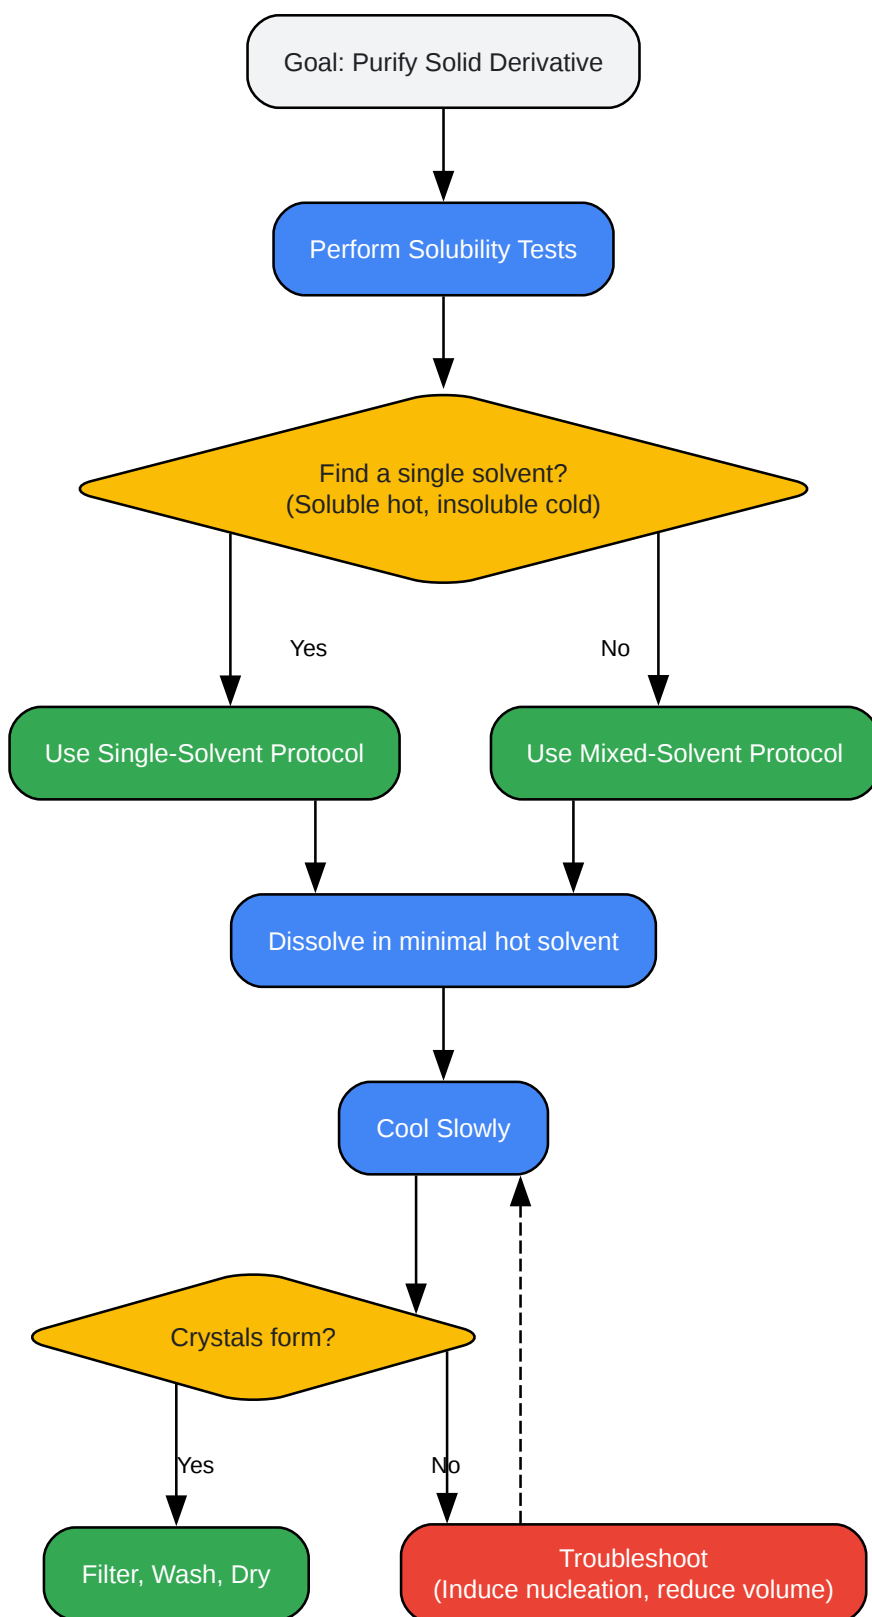 Goal: Purify Solid Derivative
Perform Solubility Tests
Find a single solvent?
(Soluble hot, insoluble cold)
Yes
No
Use Single-Solvent Protocol
Use Mixed-Solvent Protocol
Dissolve in minimal hot solvent
Cool Slowly
Crystals form?
Yes
No
Filter, Wash, Dry
Troubleshoot
(Induce nucleation, reduce volume)